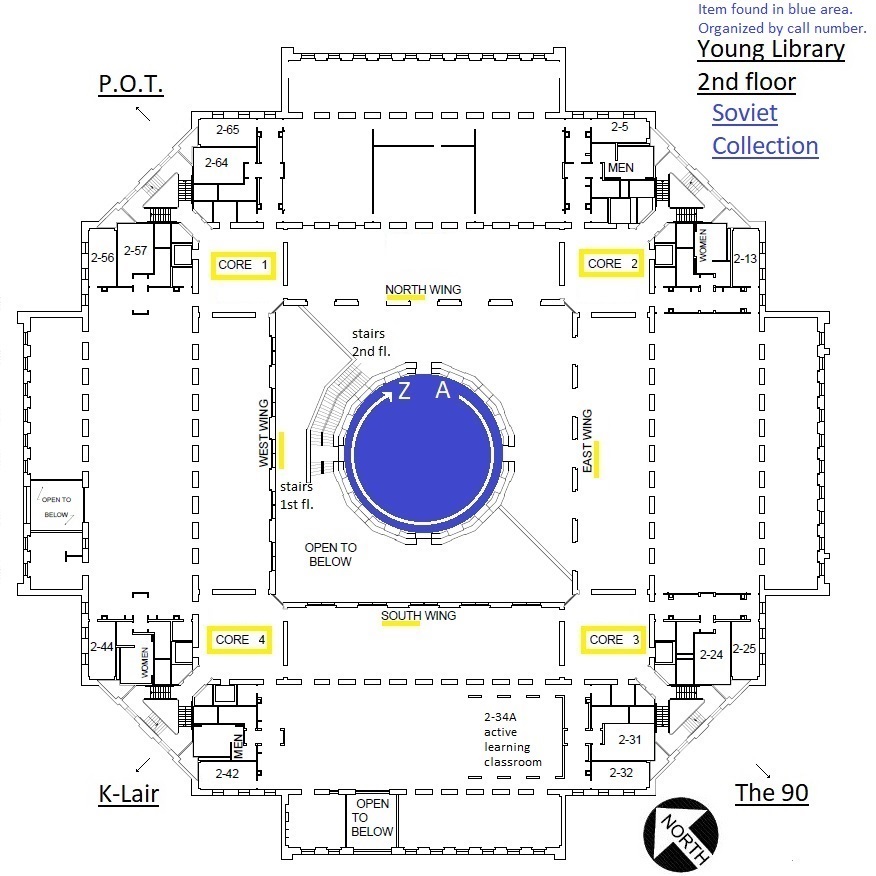 Item found in blue area.
Organized by call number.
Young Library
2nd floor
Soviet
Collection
P.O.T.
2-65
2-64
2-5
MEN
2-56
2-57
WOMEN
2-13
CORE 1
CORE 2
NORTH WING
stairs
2nd fl.
Z A
WEST WING
EAST WING
stairs
1st fl.
OPEN TO
BELOW
OPEN TO
BELOW
SOUTH WING
CORE 4
CORE 3
2-44
WOMEN
2-24
2-25
2-34A
active
learning
classroom
MEN
2-31
2-42
2-32
K-Lair
The 90
OPEN
TO
BELOW
NORTH